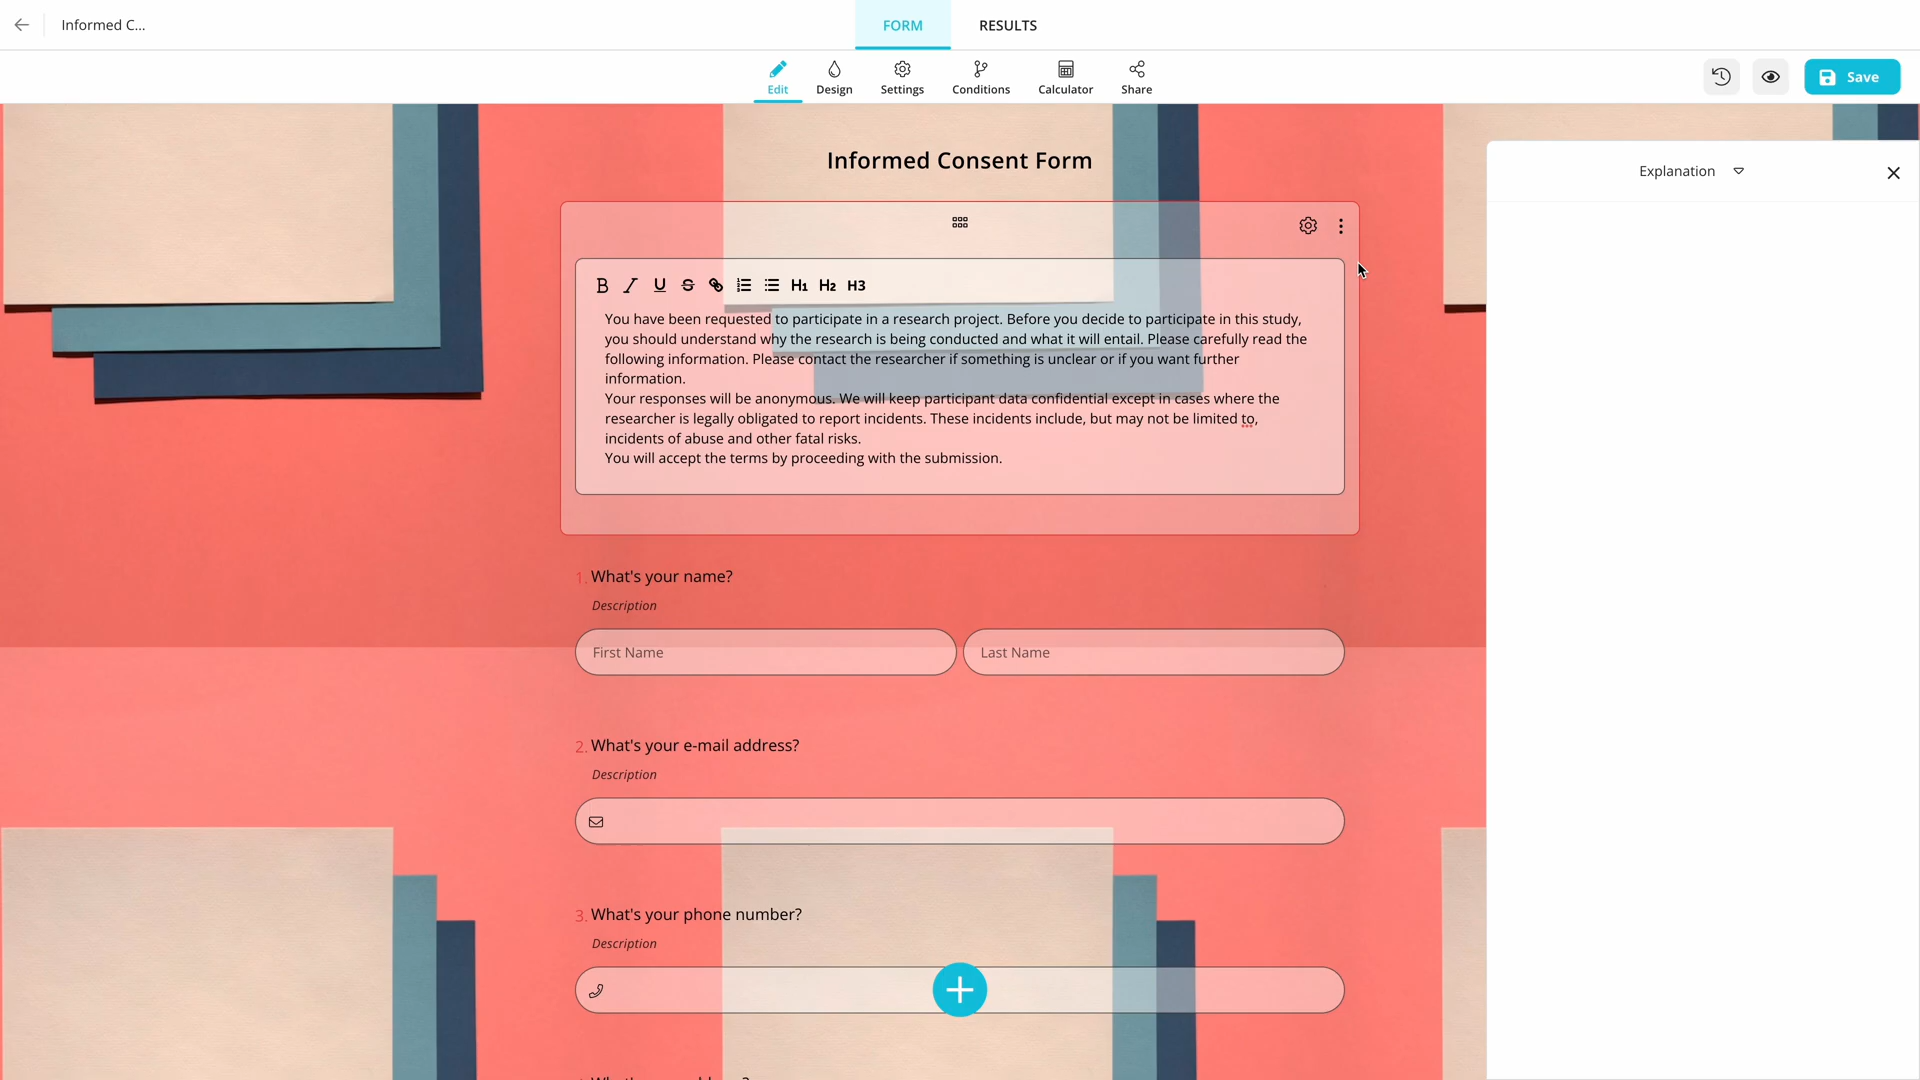 Informed C...
FORM
RESULTS
Edit
Design
Settings
Conditions
Calculator
Share
Save
Informed Consent Form
Explanation
B I U S H1 H2 H3
You have been requested to participate in a research project. Before you decide to participate in this study,
you should understand why the research is being conducted and what it will entail. Please carefully read the
following information. Please contact the researcher if something is unclear or if you want further
information.
Your responses will be anonymous. We will keep participant data confidential except in cases where the
researcher is legally obligated to report incidents. These incidents include, but may not be limited to,
incidents of abuse and other fatal risks.
You will accept the terms by proceeding with the submission.
1. What's your name?
Description
First Name
Last Name
2. What's your e-mail address?
Description
3. What's your phone number?
Description